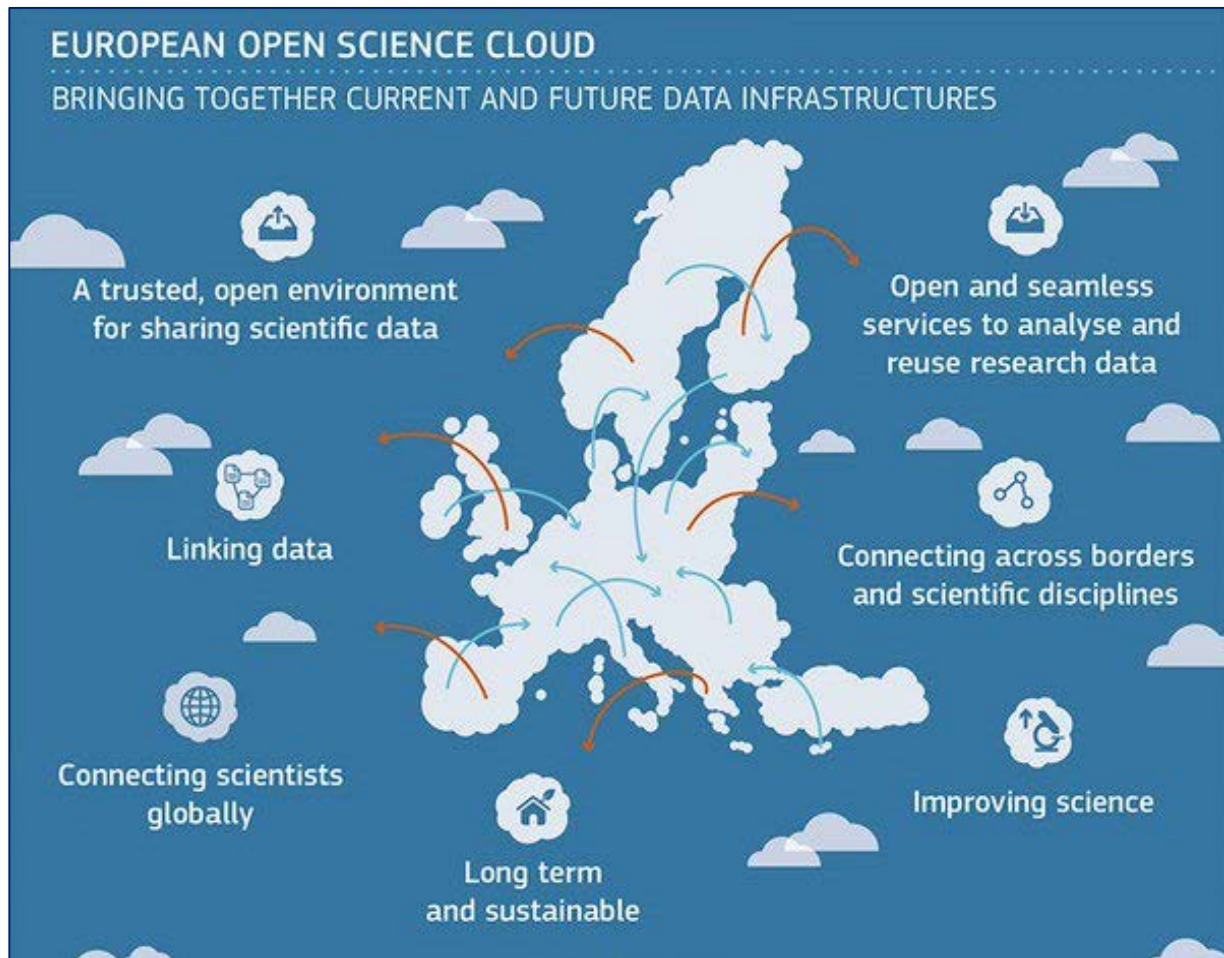 EUROPEAN OPEN SCIENCE CLOUD
BRINGING TOGETHER CURRENT AND FUTURE DATA INFRASTRUCTURES
A trusted, open environment
for sharing scientific data
Open and seamless
services to analyse and
reuse research data
Linking data
Connecting across borders
and scientific disciplines
Connecting scientists
globally
Improving science
Long term
and sustainable